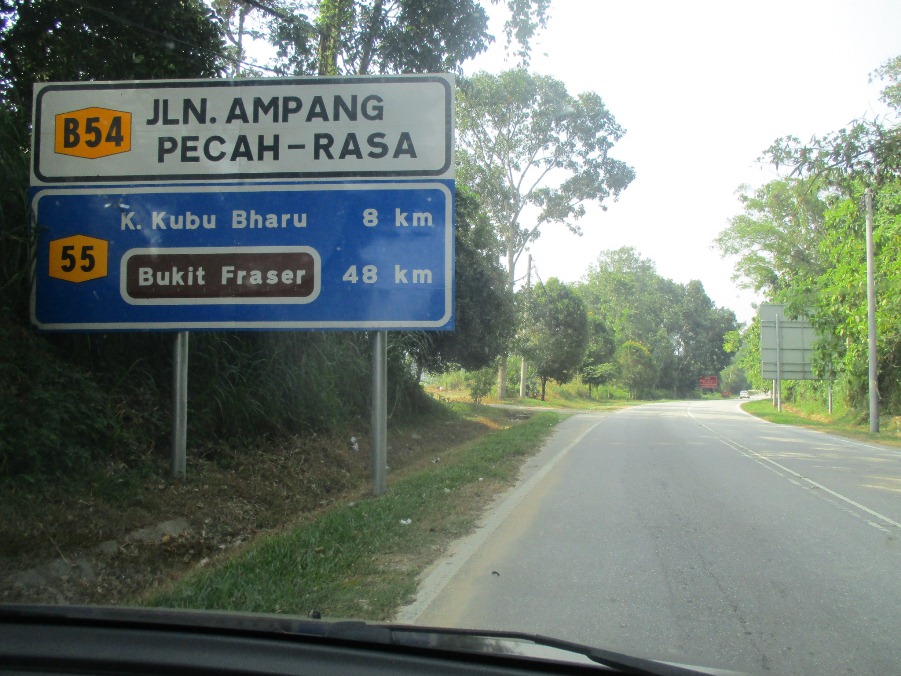 B54 JLN. AMPANG
PECAH-RASA
K. Kubu Bharu 8 km
55 Bukit Fraser 48 km